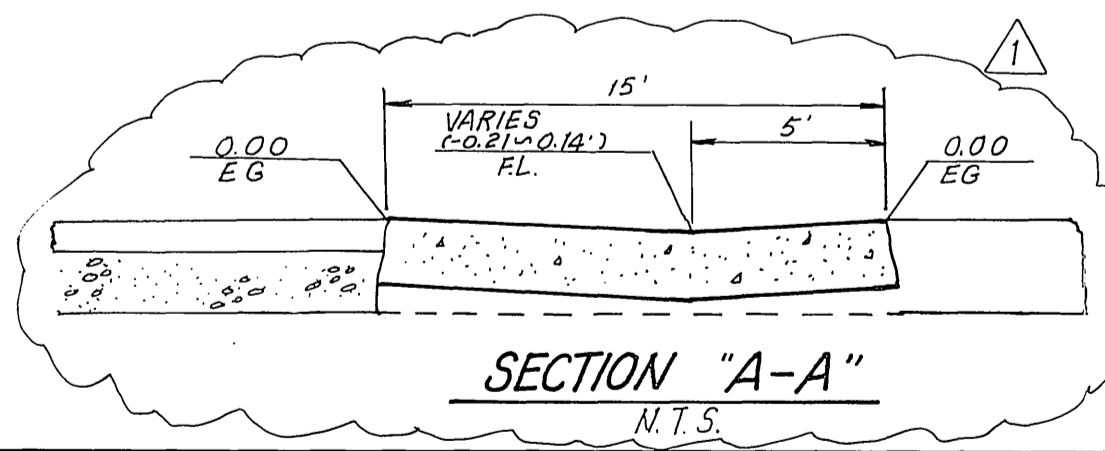 1
15'
VARIES
(-0.21~0.14')
F.L.
5'
0.00
EG
0.00
EG
SECTION "A-A"
N.T.S.